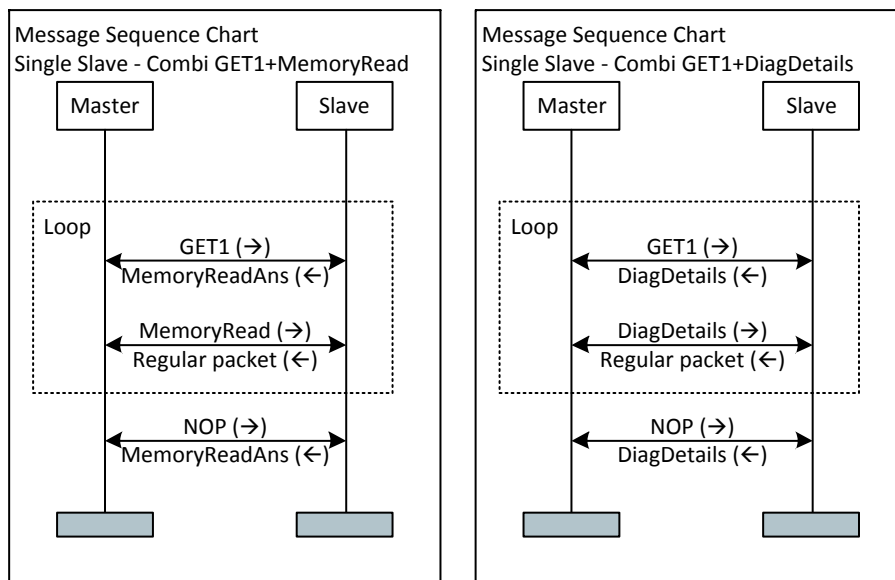 Message Sequence Chart
Single Slave - Combi GET1+MemoryRead
Master
Slave
Loop
GET1 (→)
MemoryReadAns (←)
MemoryRead (→)
Regular packet (←)
NOP (→)
MemoryReadAns (←)
Message Sequence Chart
Single Slave - Combi GET1+DiagDetails
Master
Slave
Loop
GET1 (→)
DiagDetails (←)
DiagDetails (→)
Regular packet (←)
NOP (→)
DiagDetails (←)